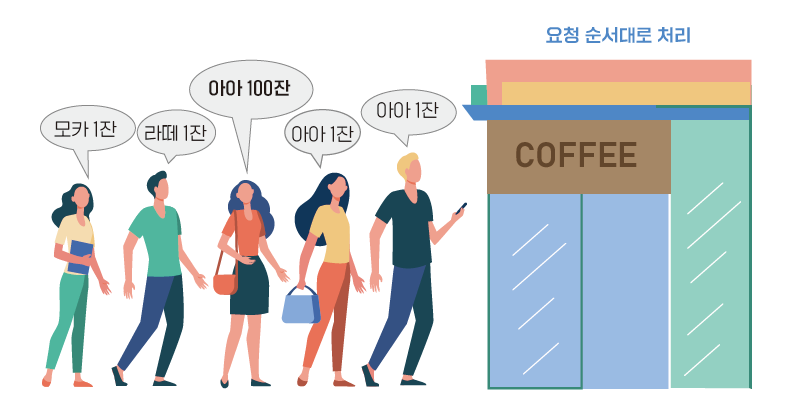 요청 순서대로 처리
모카 1잔
라떼 1잔
아아 100잔
아아 1잔
아아 1잔
COFFEE